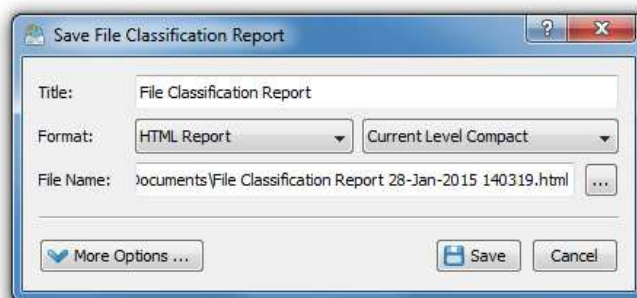 Save File Classification Report
?
Title: File Classification Report
Format: HTML Report Current Level Compact
File Name: Documents\File Classification Report 28-Jan-2015 140319.html ...
More Options ... Save Cancel